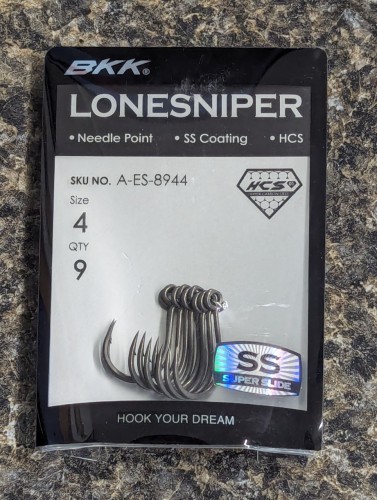 BKK®
LONESNIPER
• Needle Point • SS Coating • HCS
SKU NO. A-ES-8944
Size
4
QTY
9
HCS
SS
SUPER SLIDE
HOOK YOUR DREAM